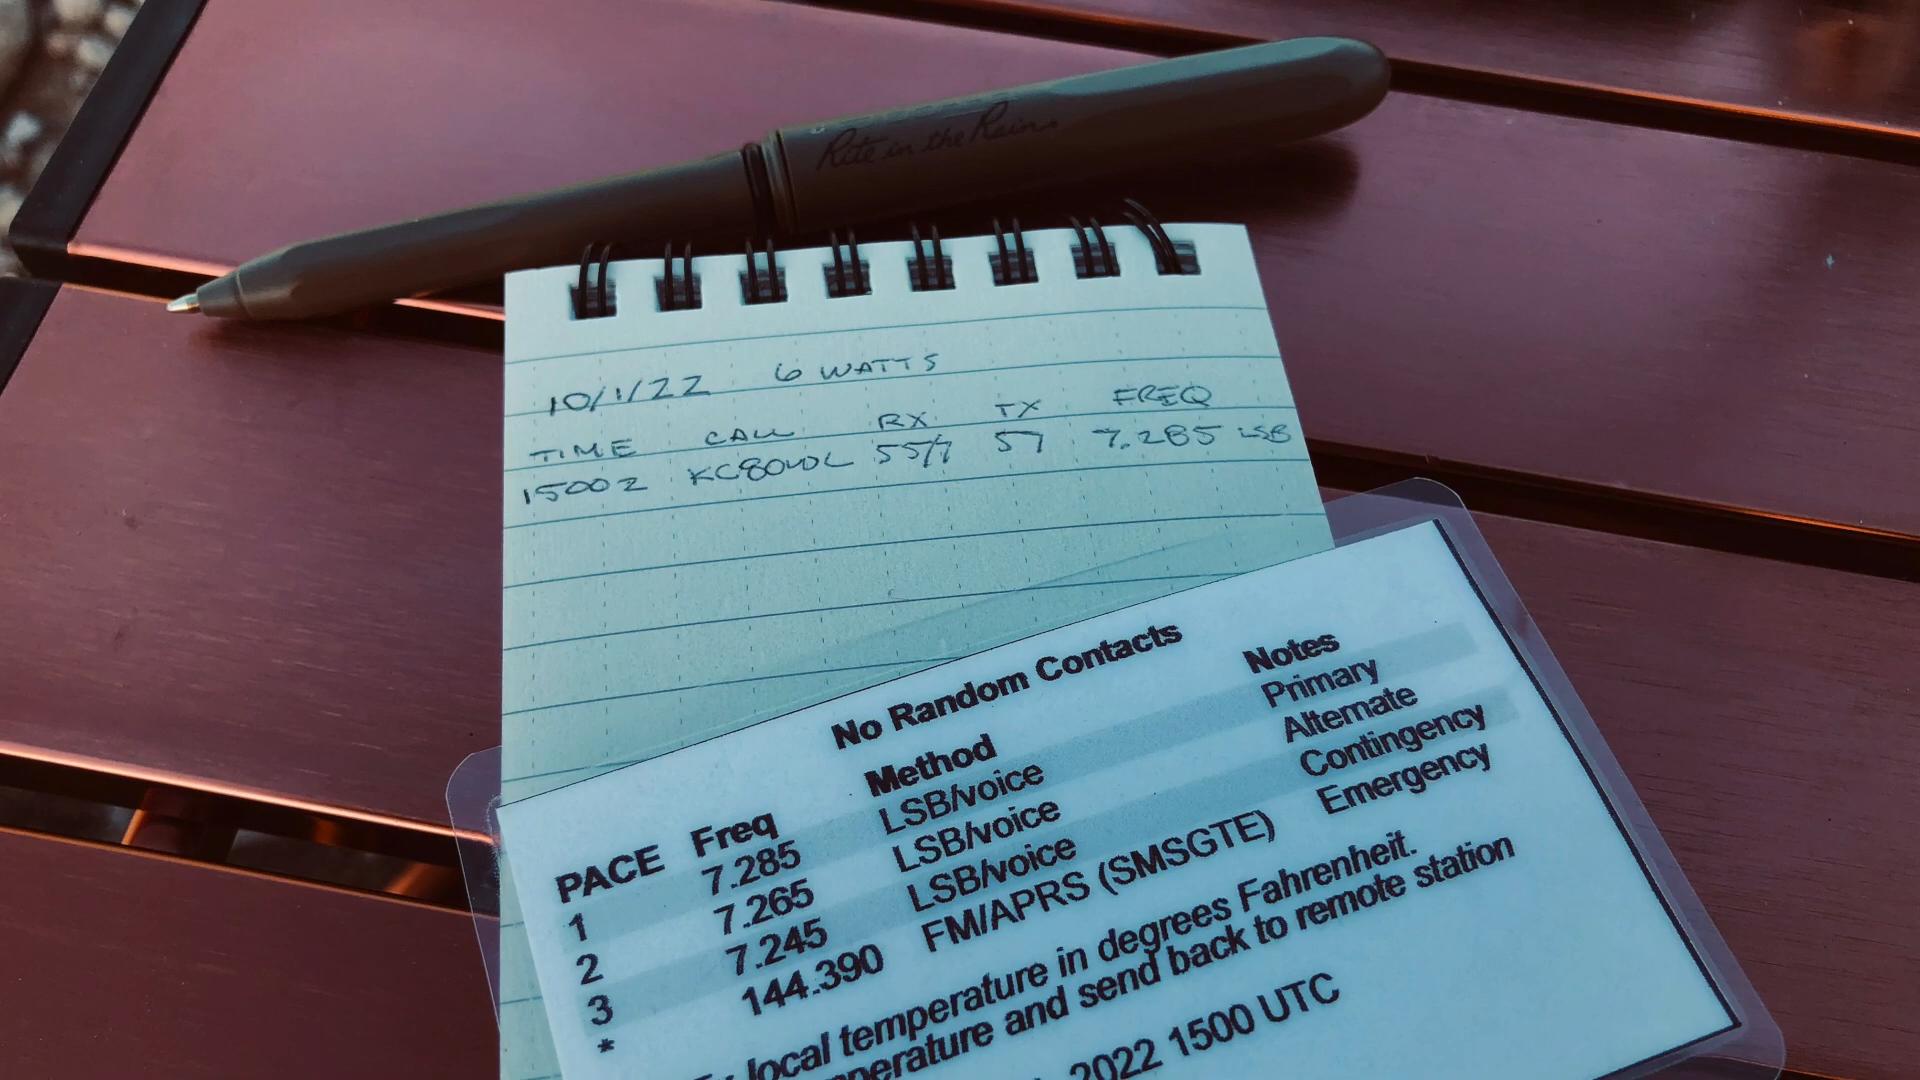 Rite in the Rain
10/1/22 6 WATTS
TIME CALL RX TX FREQ
1500Z 55/7 57 7.285 LSB
No Random Contacts
PACE Freq Method Notes
1 7.285 LSB/voice Primary
2 7.265 LSB/voice Alternate
3 7.245 LSB/voice Contingency
* 144.390 FM/APRS (SMSGTE) Emergency
local temperature in degrees Fahrenheit.
and send back to remote station
2022 1500 UTC